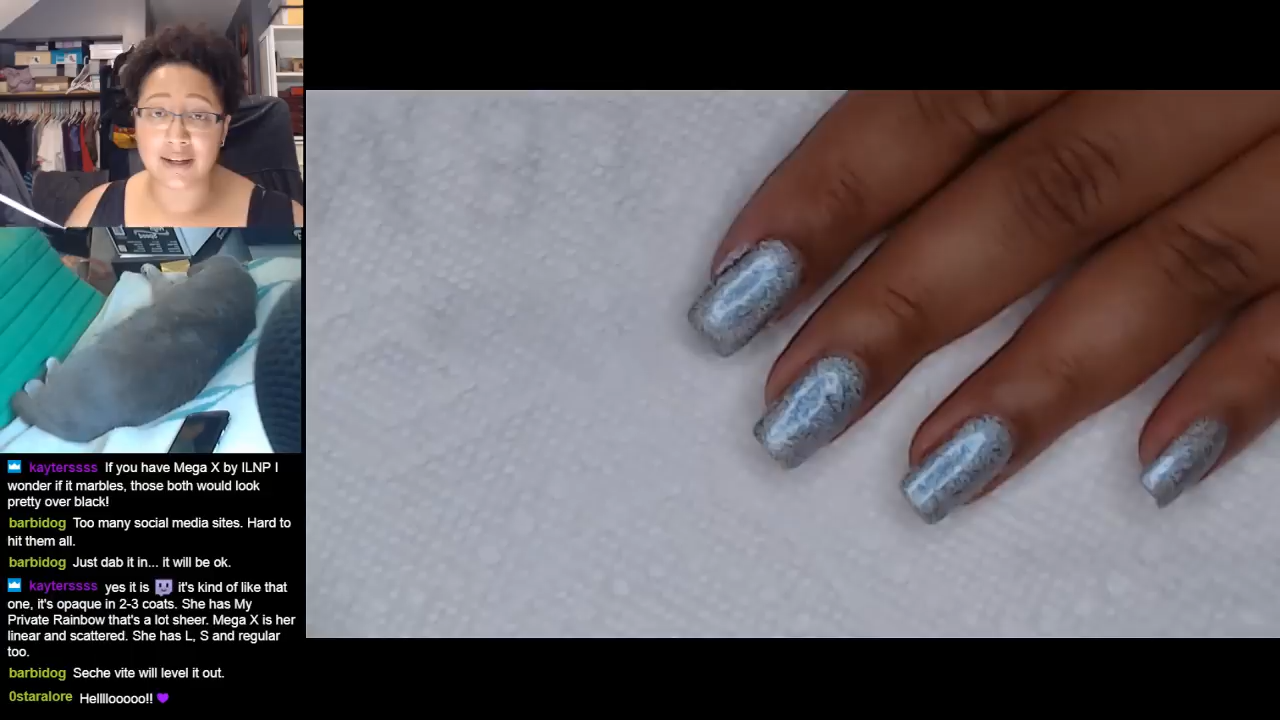 kayterssss If you have Mega X by ILNP I
wonder if it marbles, those both would look
pretty over black!
barbidog Too many social media sites. Hard to
hit them all.
barbidog Just dab it in... it will be ok.
kayterssss yes it is it's kind of like that
one, it's opaque in 2-3 coats. She has My
Private Rainbow that's a lot sheer. Mega X is her
linear and scattered. She has L, S and regular
too.
barbidog Seche vite will level it out.
0staralore Hellllooooo!!